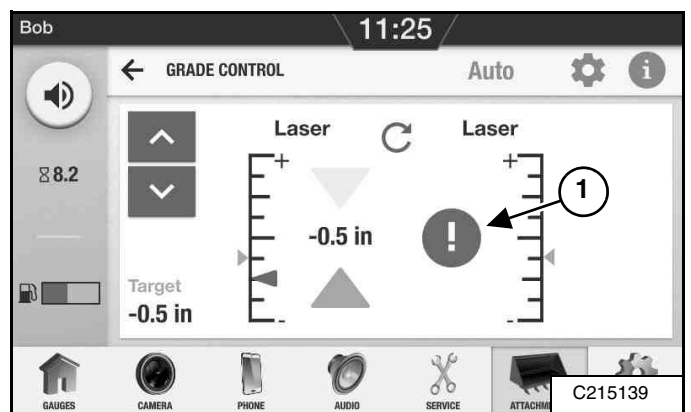 Bob 11:25
← GRADE CONTROL Auto i
Laser Laser
+ +
8.2
-0.5 in ! 1
Target
-0.5 in
- -
GAUGES CAMERA PHONE AUDIO SERVICE
C215139